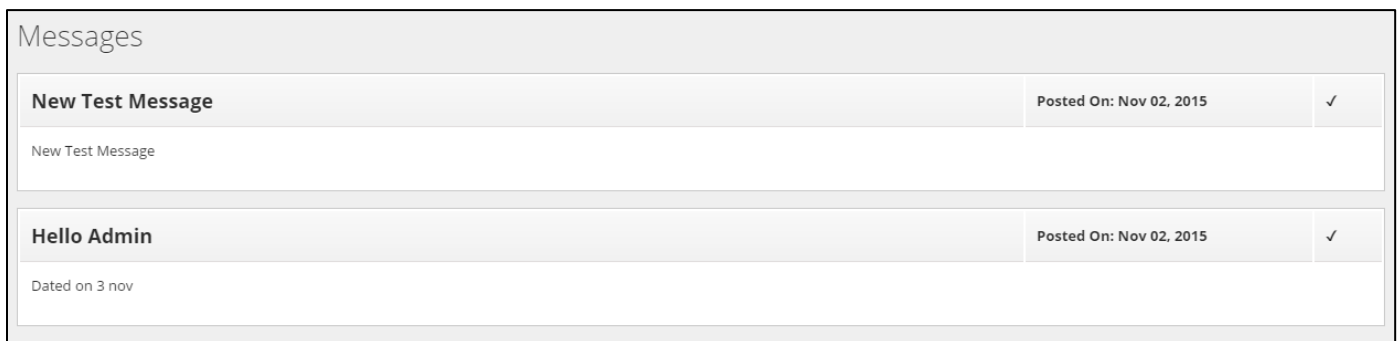 Messages
New Test Message Posted On: Nov 02, 2015 ✓
New Test Message
Hello Admin Posted On: Nov 02, 2015 ✓
Dated on 3 nov